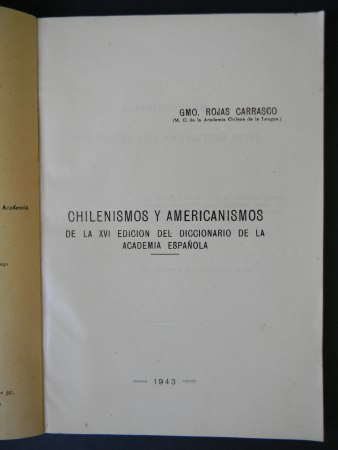 GMO. ROJAS CARRASCO
(M. C. de la Academia Chilena de la Lengua)
Academia
CHILENISMOS Y AMERICANISMOS
DE LA XVI EDICION DEL DICCIONARIO DE LA
ACADEMIA ESPAÑOLA
1943